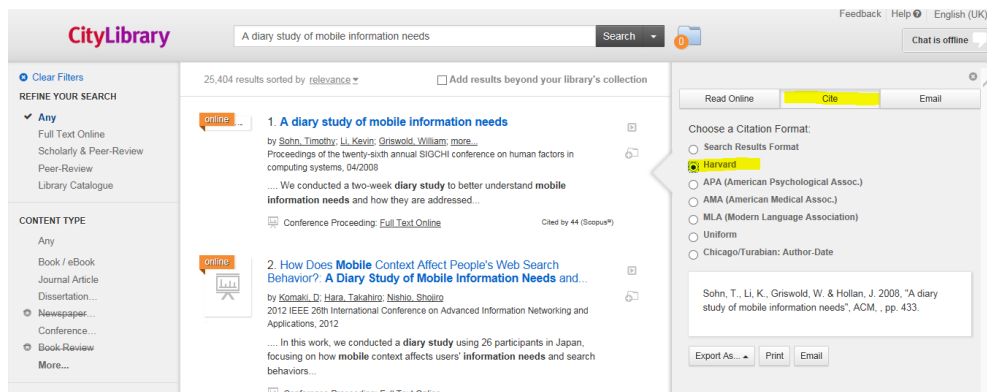 Feedback Help English (UK)
CityLibrary
A diary study of mobile information needs
Search
0
Chat is offline
Clear Filters
REFINE YOUR SEARCH
Any
Full Text Online
Scholarly & Peer-Review
Peer-Review
Library Catalogue
CONTENT TYPE
Any
Book / eBook
Journal Article
Dissertation...
Newspaper...
Conference...
Book Review
More...
25,404 results sorted by relevance
Add results beyond your library's collection
online
1. A diary study of mobile information needs
by Sohn, Timothy; Li, Kevin; Griswold, William; more...
Proceedings of the twenty-sixth annual SIGCHI conference on human factors in
computing systems, 04/2008
.... We conducted a two-week diary study to better understand mobile
information needs and how they are addressed...
Conference Proceeding: Full Text Online
Cited by 44 (Scopus®)
online
2. How Does Mobile Context Affect People's Web Search
Behavior?: A Diary Study of Mobile Information Needs and...
by Komaki, D; Hara, Takahiro; Nishio, Shojiro
2012 IEEE 26th International Conference on Advanced Information Networking and
Applications, 2012
.... In this work, we conducted a diary study using 26 participants in Japan,
focusing on how mobile context affects users' information needs and search
behaviors...
Read Online
Cite
Email
Choose a Citation Format:
Search Results Format
Harvard
APA (American Psychological Assoc.)
AMA (American Medical Assoc.)
MLA (Modern Language Association)
Uniform
Chicago/Turabian: Author-Date
Sohn, T., Li, K., Griswold, W. & Hollan, J. 2008, "A diary
study of mobile information needs", ACM, , pp. 433.
Export As...
Print
Email